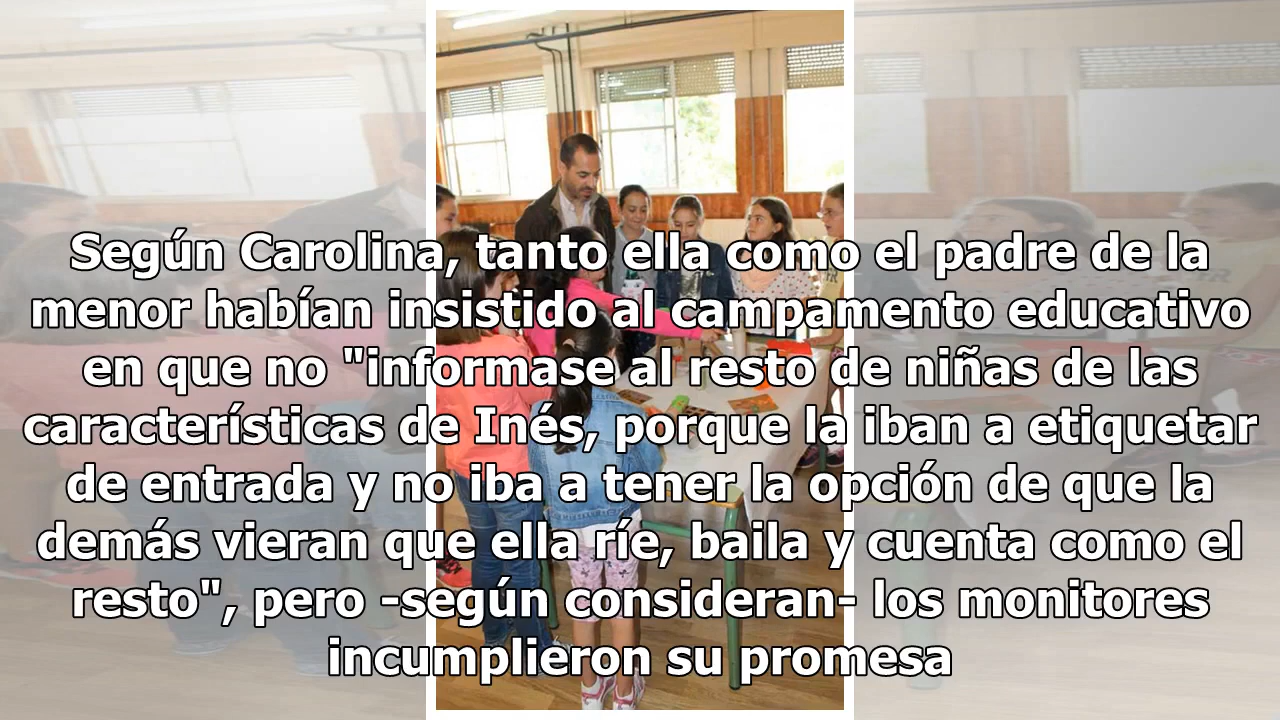 Según Carolina, tanto ella como el padre de la
menor habían insistido al campamento educativo
en que no "informase al resto de niñas de las
características de Inés, porque la iban a etiquetar
de entrada y no iba a tener la opción de que la
demás vieran que ella ríe, baila y cuenta como el
resto", pero -según consideran- los monitores
incumplieron su promesa